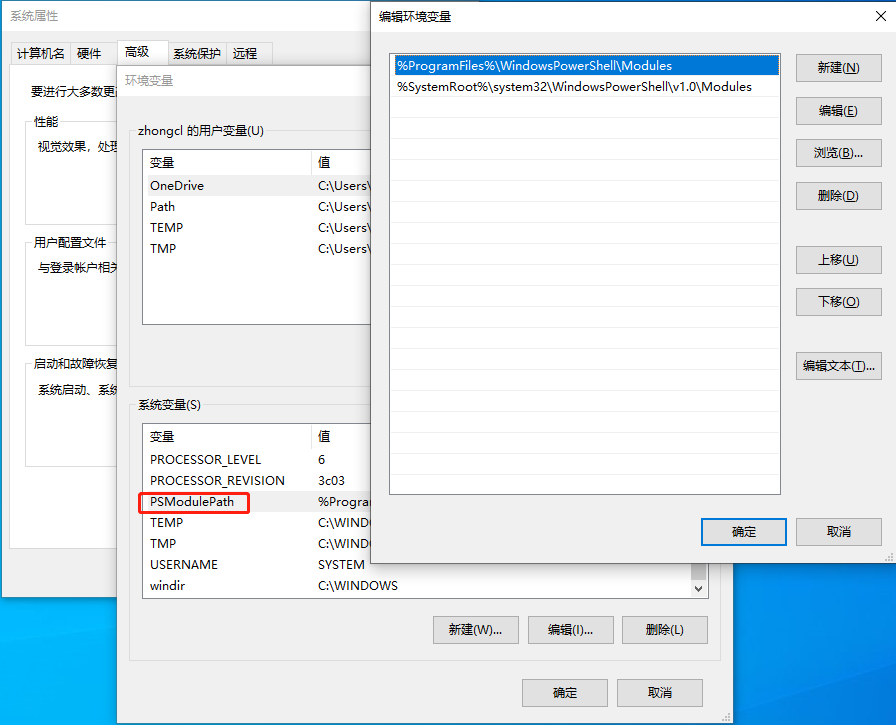 系统属性
计算机名
硬件
高级
系统保护
远程
要进行大多数更
性能
视觉效果，处理
用户配置文件
与登录帐户相关
启动和故障恢复
系统启动、系统
环境变量
zhongcl 的用户变量(U)
变量 值
OneDrive C:\Users\
Path C:\Users\
TEMP C:\Users\
TMP C:\Users\
系统变量(S)
变量 值
PROCESSOR_LEVEL 6
PROCESSOR_REVISION 3c03
PSModulePath %Progra
TEMP C:\WIND
TMP C:\WIND
USERNAME SYSTEM
windir C:\WINDOWS
新建(W)...
编辑(I)...
删除(L)
确定
取消
编辑环境变量
%ProgramFiles%\WindowsPowerShell\Modules
%SystemRoot%\system32\WindowsPowerShell\v1.0\Modules
新建(N)
编辑(E)
浏览(B)...
删除(D)
上移(U)
下移(O)
编辑文本(T)...
确定
取消